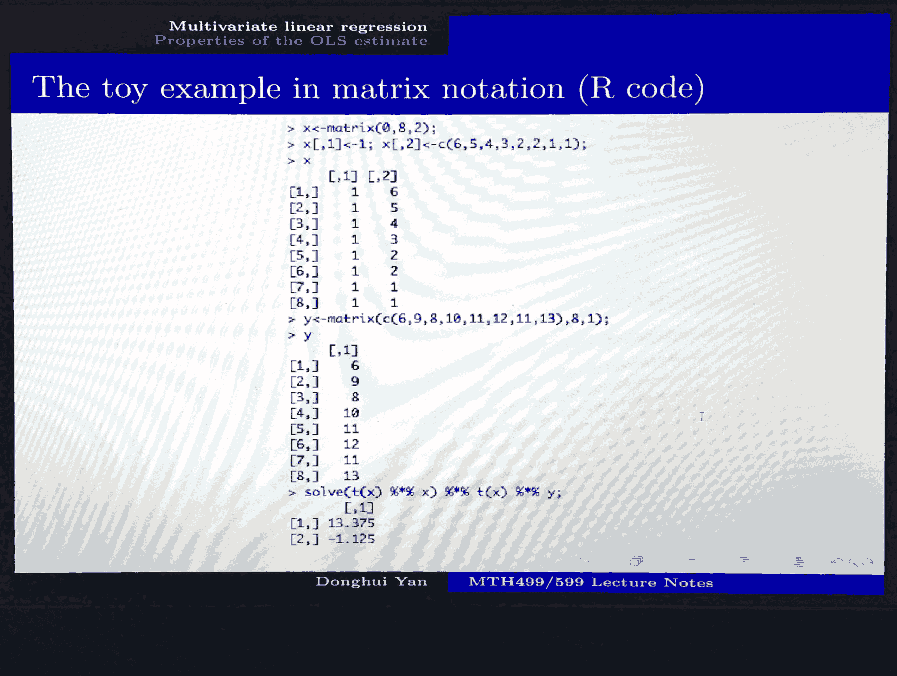 Multivariate linear regression
Properties of the OLS estimate
The toy example in matrix notation (R code)
> x<-matrix(0,8,2);
> x[,1]<-1; x[,2]<-c(6,5,4,3,2,2,1,1);
> x
[,1] [,2]
[1,] 1 6
[2,] 1 5
[3,] 1 4
[4,] 1 3
[5,] 1 2
[6,] 1 2
[7,] 1 1
[8,] 1 1
> y<-matrix(c(6,9,8,10,11,12,11,13),8,1);
> y
[,1]
[1,] 6
[2,] 9
[3,] 8
[4,] 10
[5,] 11
[6,] 12
[7,] 11
[8,] 13
> solve(t(x) %*% x) %*% t(x) %*% y;
[,1]
[1,] 13.375
[2,] -1.125
Donghui Yan MTH499/599 Lecture Notes